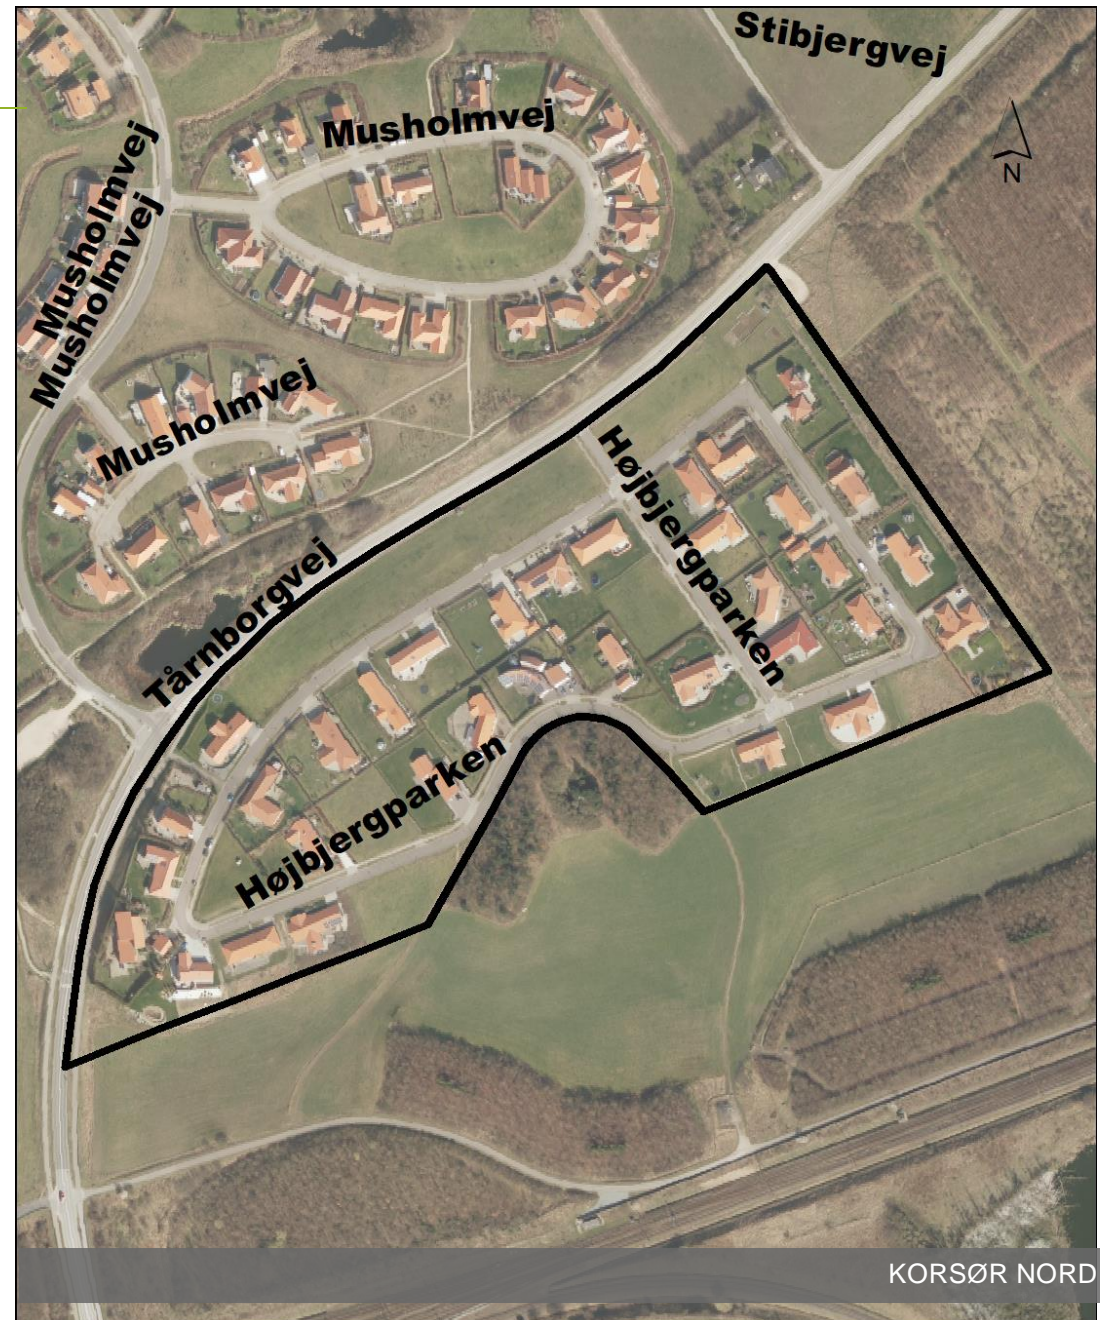 Stibjergvej
Musholmvej
Musholmvej
Musholmvej
N
Musholmvej
Højbjergparken
Tårnborgvej
Højbjergparken
KORSØR NORD